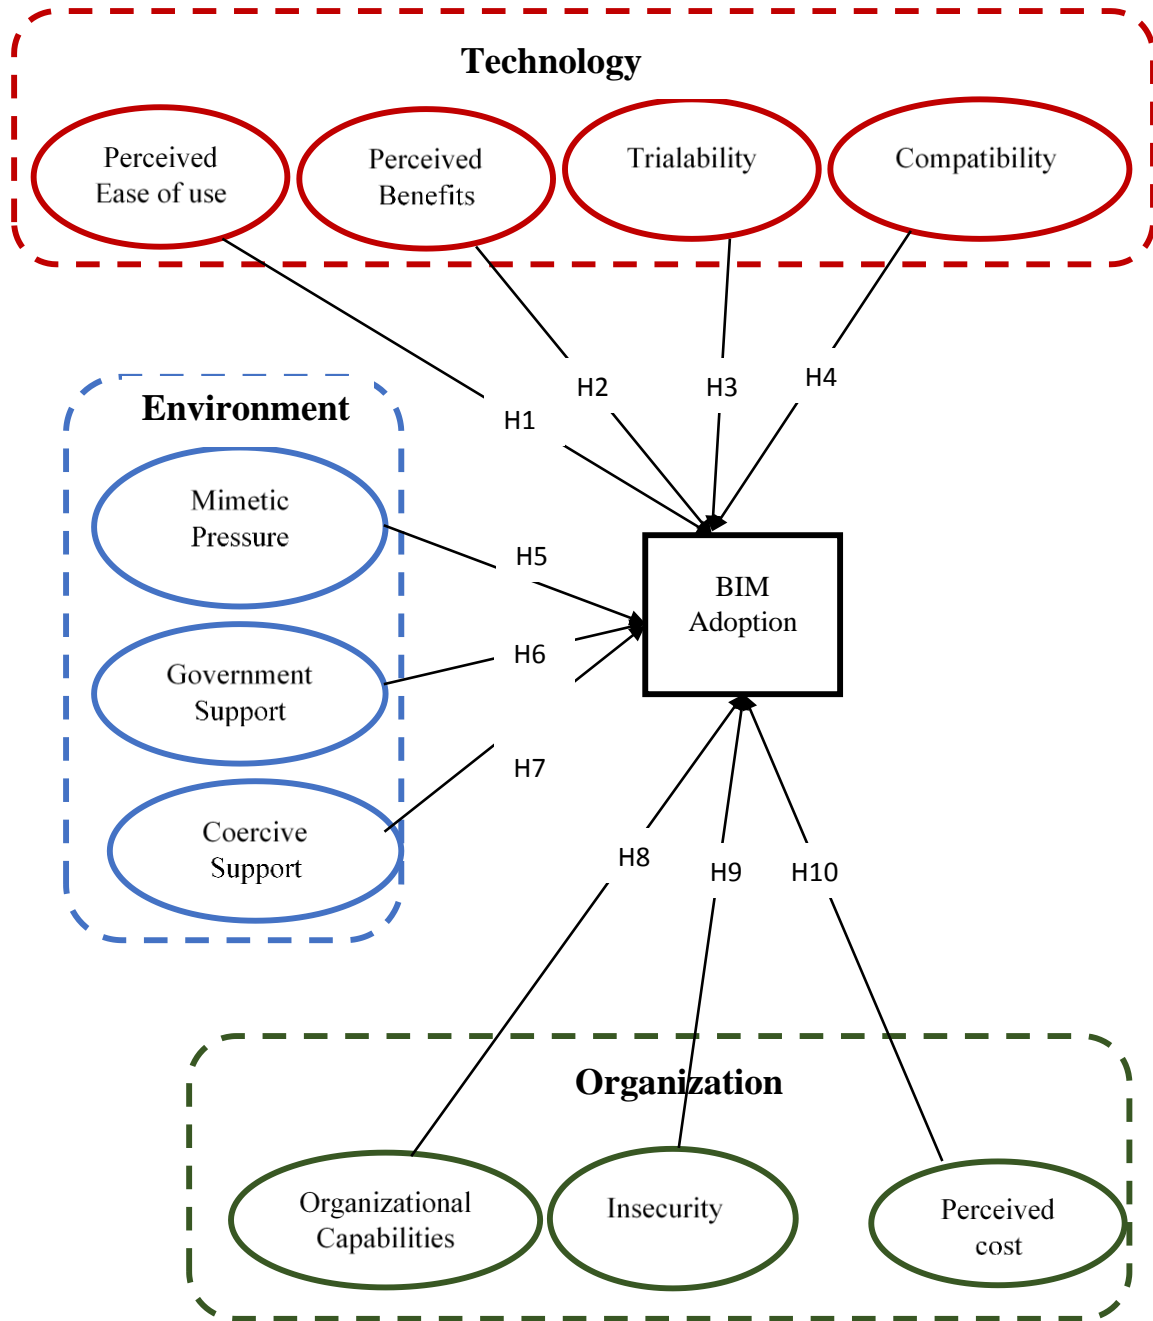 Technology
Perceived
Ease of use
Perceived
Benefits
Trialability
Compatibility
H1
H2
H3
H4
Environment
Mimetic
Pressure
Government
Support
Coercive
Support
H5
H6
H7
BIM
Adoption
H8
H9
H10
Organization
Organizational
Capabilities
Insecurity
Perceived
cost